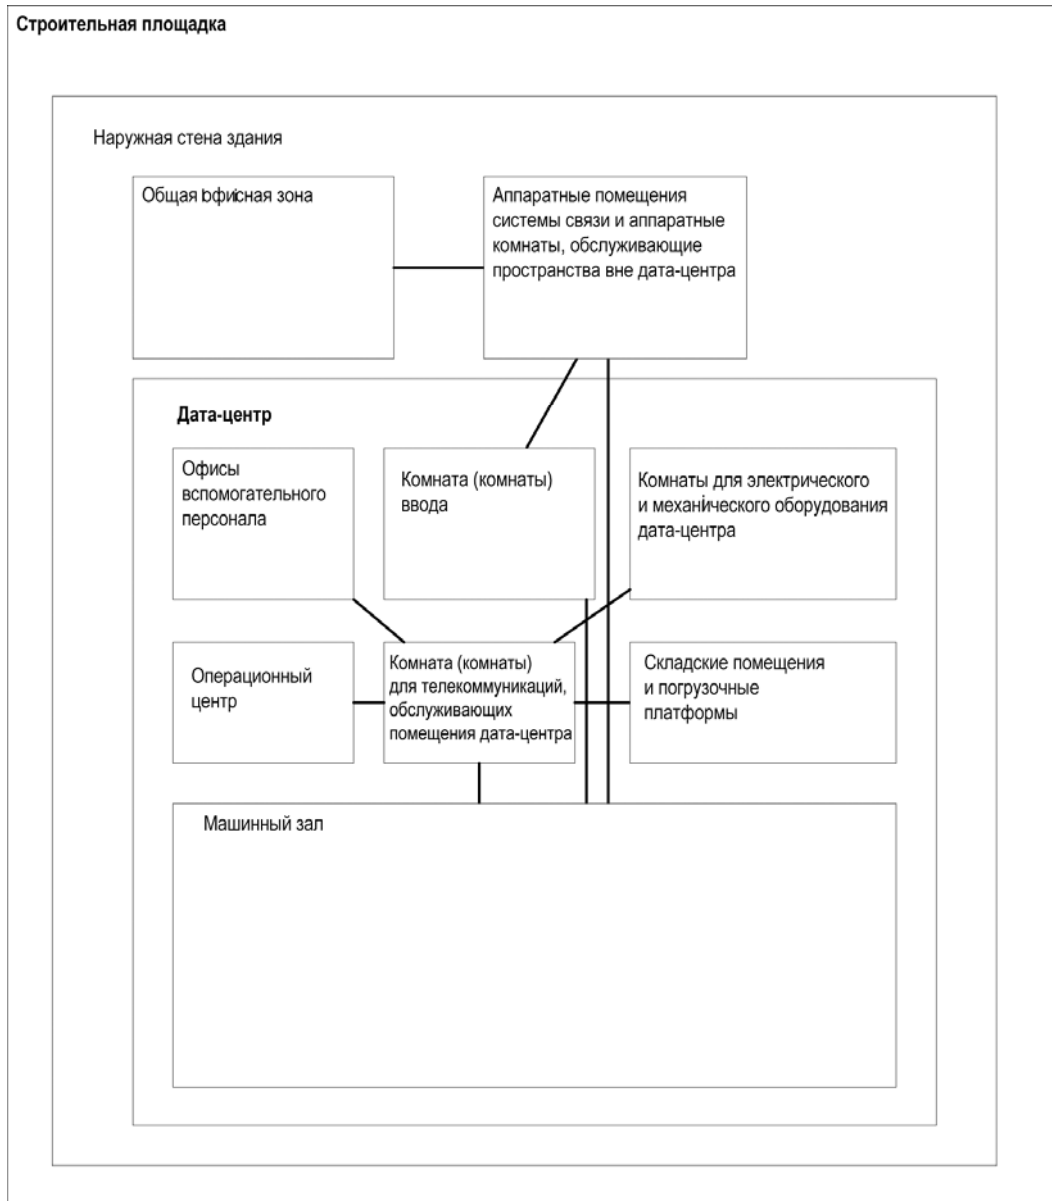 Строительная площадка
Наружная стена здания
Общая офисная зона
Аппаратные помещения
системы связи и аппаратные
комнаты, обслуживающие
пространства вне дата-центра
Дата-центр
Офисы
вспомогательного
персонала
Комната (комнаты)
ввода
Комнаты для электрического
и механического оборудования
дата-центра
Операционный
центр
Комната (комнаты)
для телекоммуникаций,
обслуживающих
помещения дата-центра
Складские помещения
и погрузочные
платформы
Машинный зал